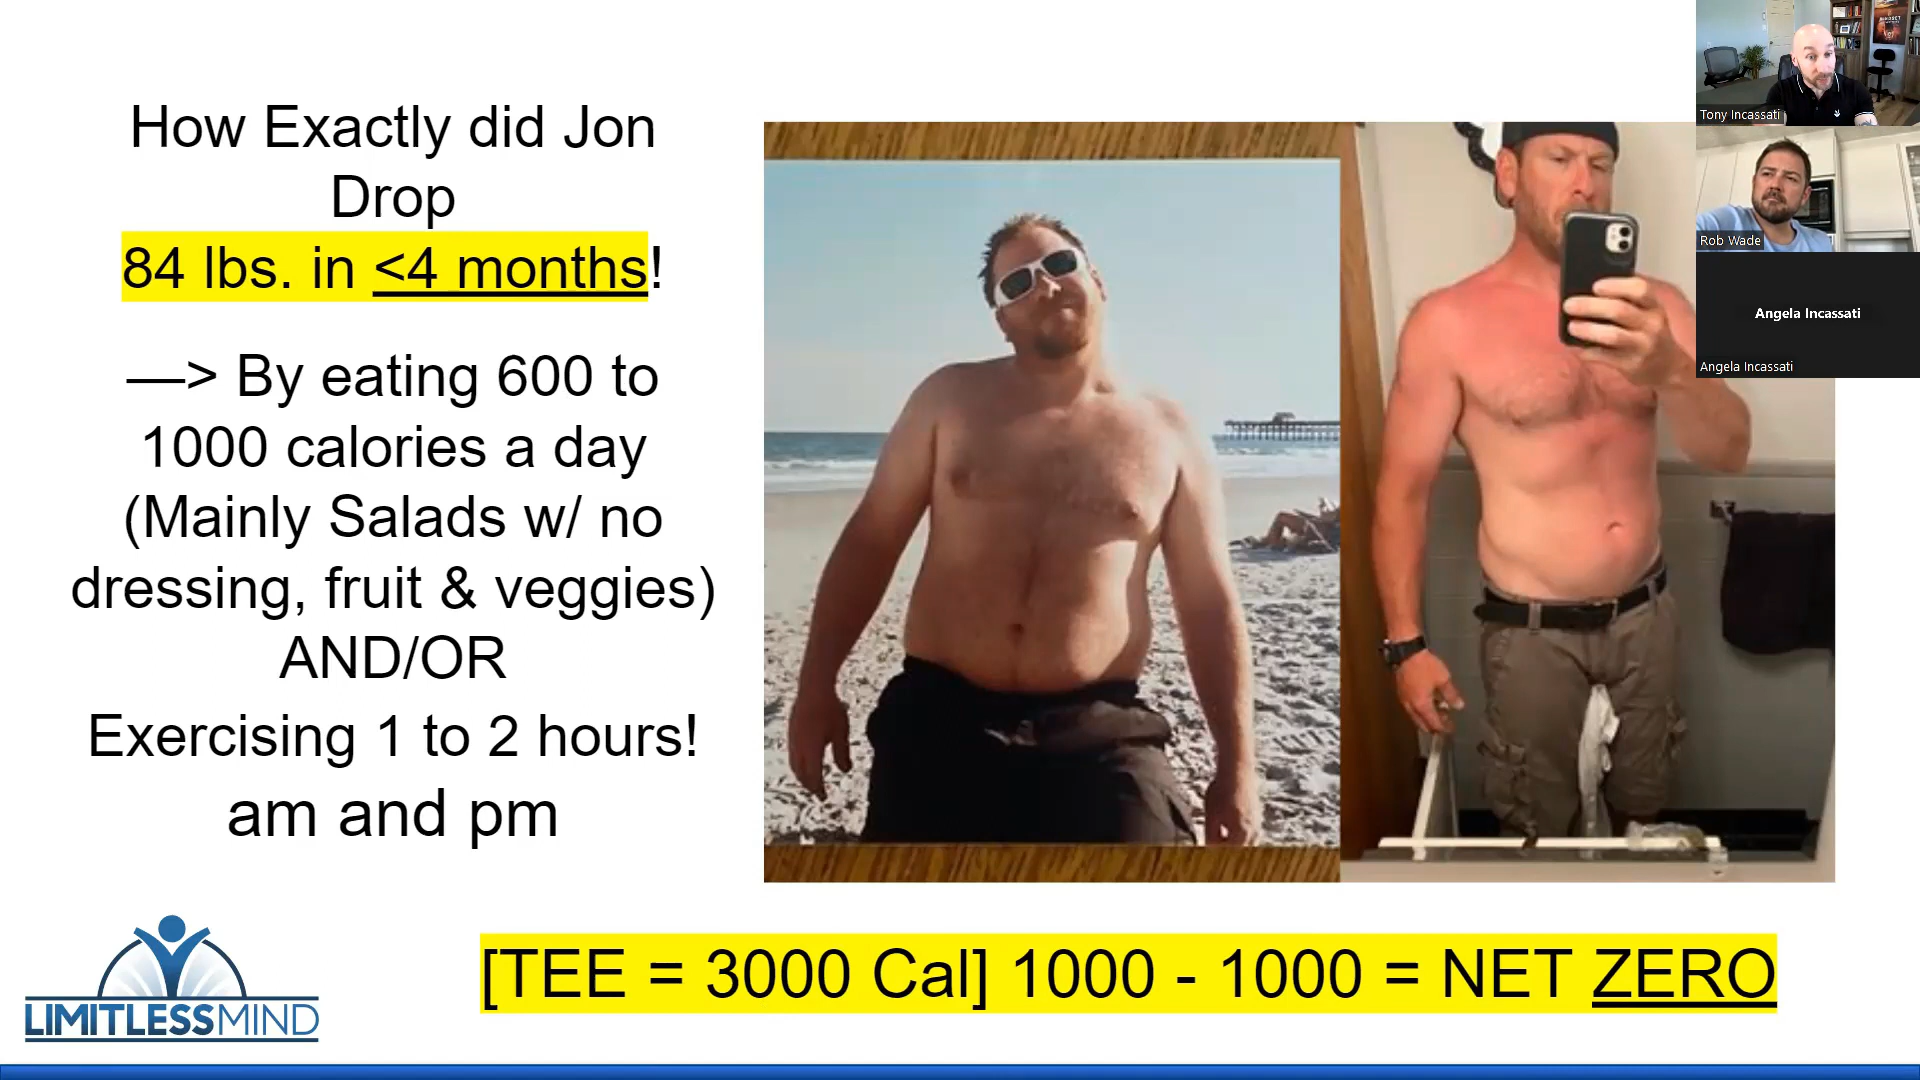 How Exactly did Jon
Drop
84 lbs. in <4 months!
—> By eating 600 to
1000 calories a day
(Mainly Salads w/ no
dressing, fruit & veggies)
AND/OR
Exercising 1 to 2 hours!
am and pm
[TEE = 3000 Cal] 1000 - 1000 = NET ZERO
LIMITLESSMIND
Tony Incassati
Rob Wade
Angela Incassati
Angela Incassati